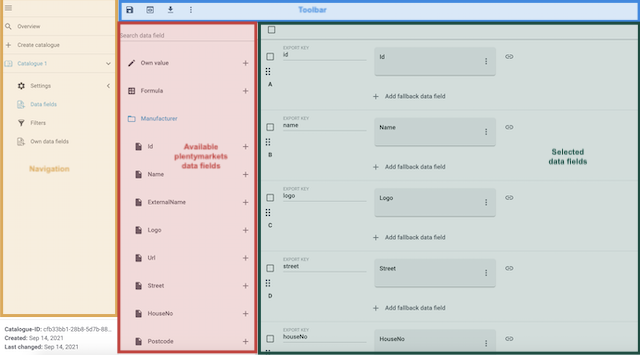 Toolbar
Overview
Create catalogue
Catalogue 1
Settings
Data fields
Filters
Own data fields
Navigation
Catalogue-ID: cfb33bb1-28b8-5d7b-88...
Created: Sep 14, 2021
Last changed: Sep 14, 2021
Search data field
Own value
Formula
Manufacturer
Id
Name
ExternalName
Logo
Url
Street
HouseNo
Postcode
Available
plentymarkets
data fields
EXPORT KEY
id
Id
A
Add fallback data field
EXPORT KEY
name
Name
B
Add fallback data field
EXPORT KEY
logo
Logo
C
Add fallback data field
EXPORT KEY
street
Street
D
Add fallback data field
EXPORT KEY
houseNo
HouseNo
Selected
data fields